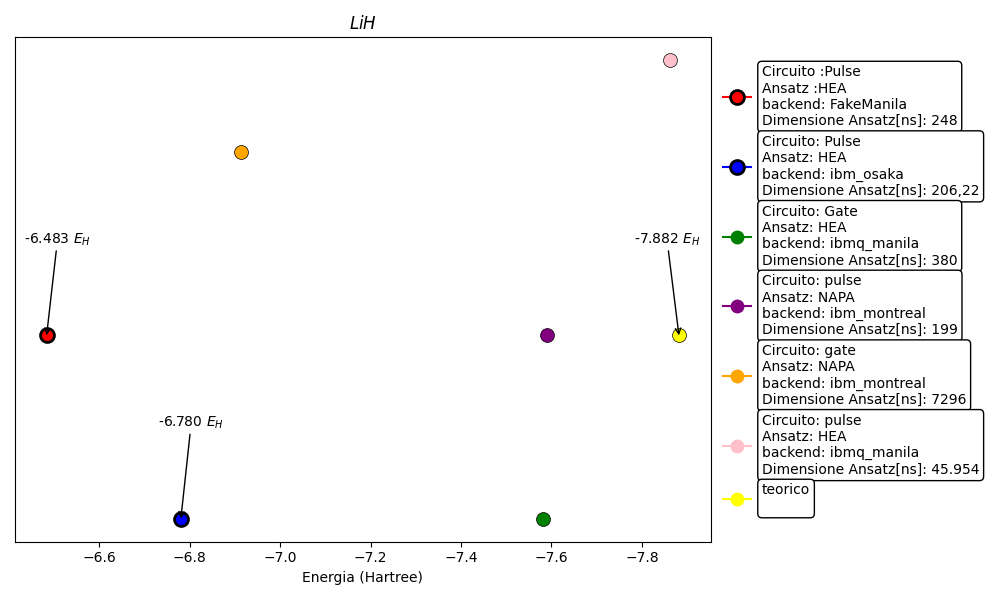 LiH
-6.483 E_H
-7.882 E_H
-6.780 E_H
−6.6 −6.8 −7.0 −7.2 −7.4 −7.6 −7.8
Energia (Hartree)
Circuito :Pulse
Ansatz :HEA
backend: FakeManila
Dimensione Ansatz[ns]: 248
Circuito: Pulse
Ansatz: HEA
backend: ibm_osaka
Dimensione Ansatz[ns]: 206,22
Circuito: Gate
Ansatz: HEA
backend: ibmq_manila
Dimensione Ansatz[ns]: 380
Circuito: pulse
Ansatz: NAPA
backend: ibm_montreal
Dimensione Ansatz[ns]: 199
Circuito: gate
Ansatz: NAPA
backend: ibm_montreal
Dimensione Ansatz[ns]: 7296
Circuito: pulse
Ansatz: HEA
backend: ibmq_manila
Dimensione Ansatz[ns]: 45.954
teorico